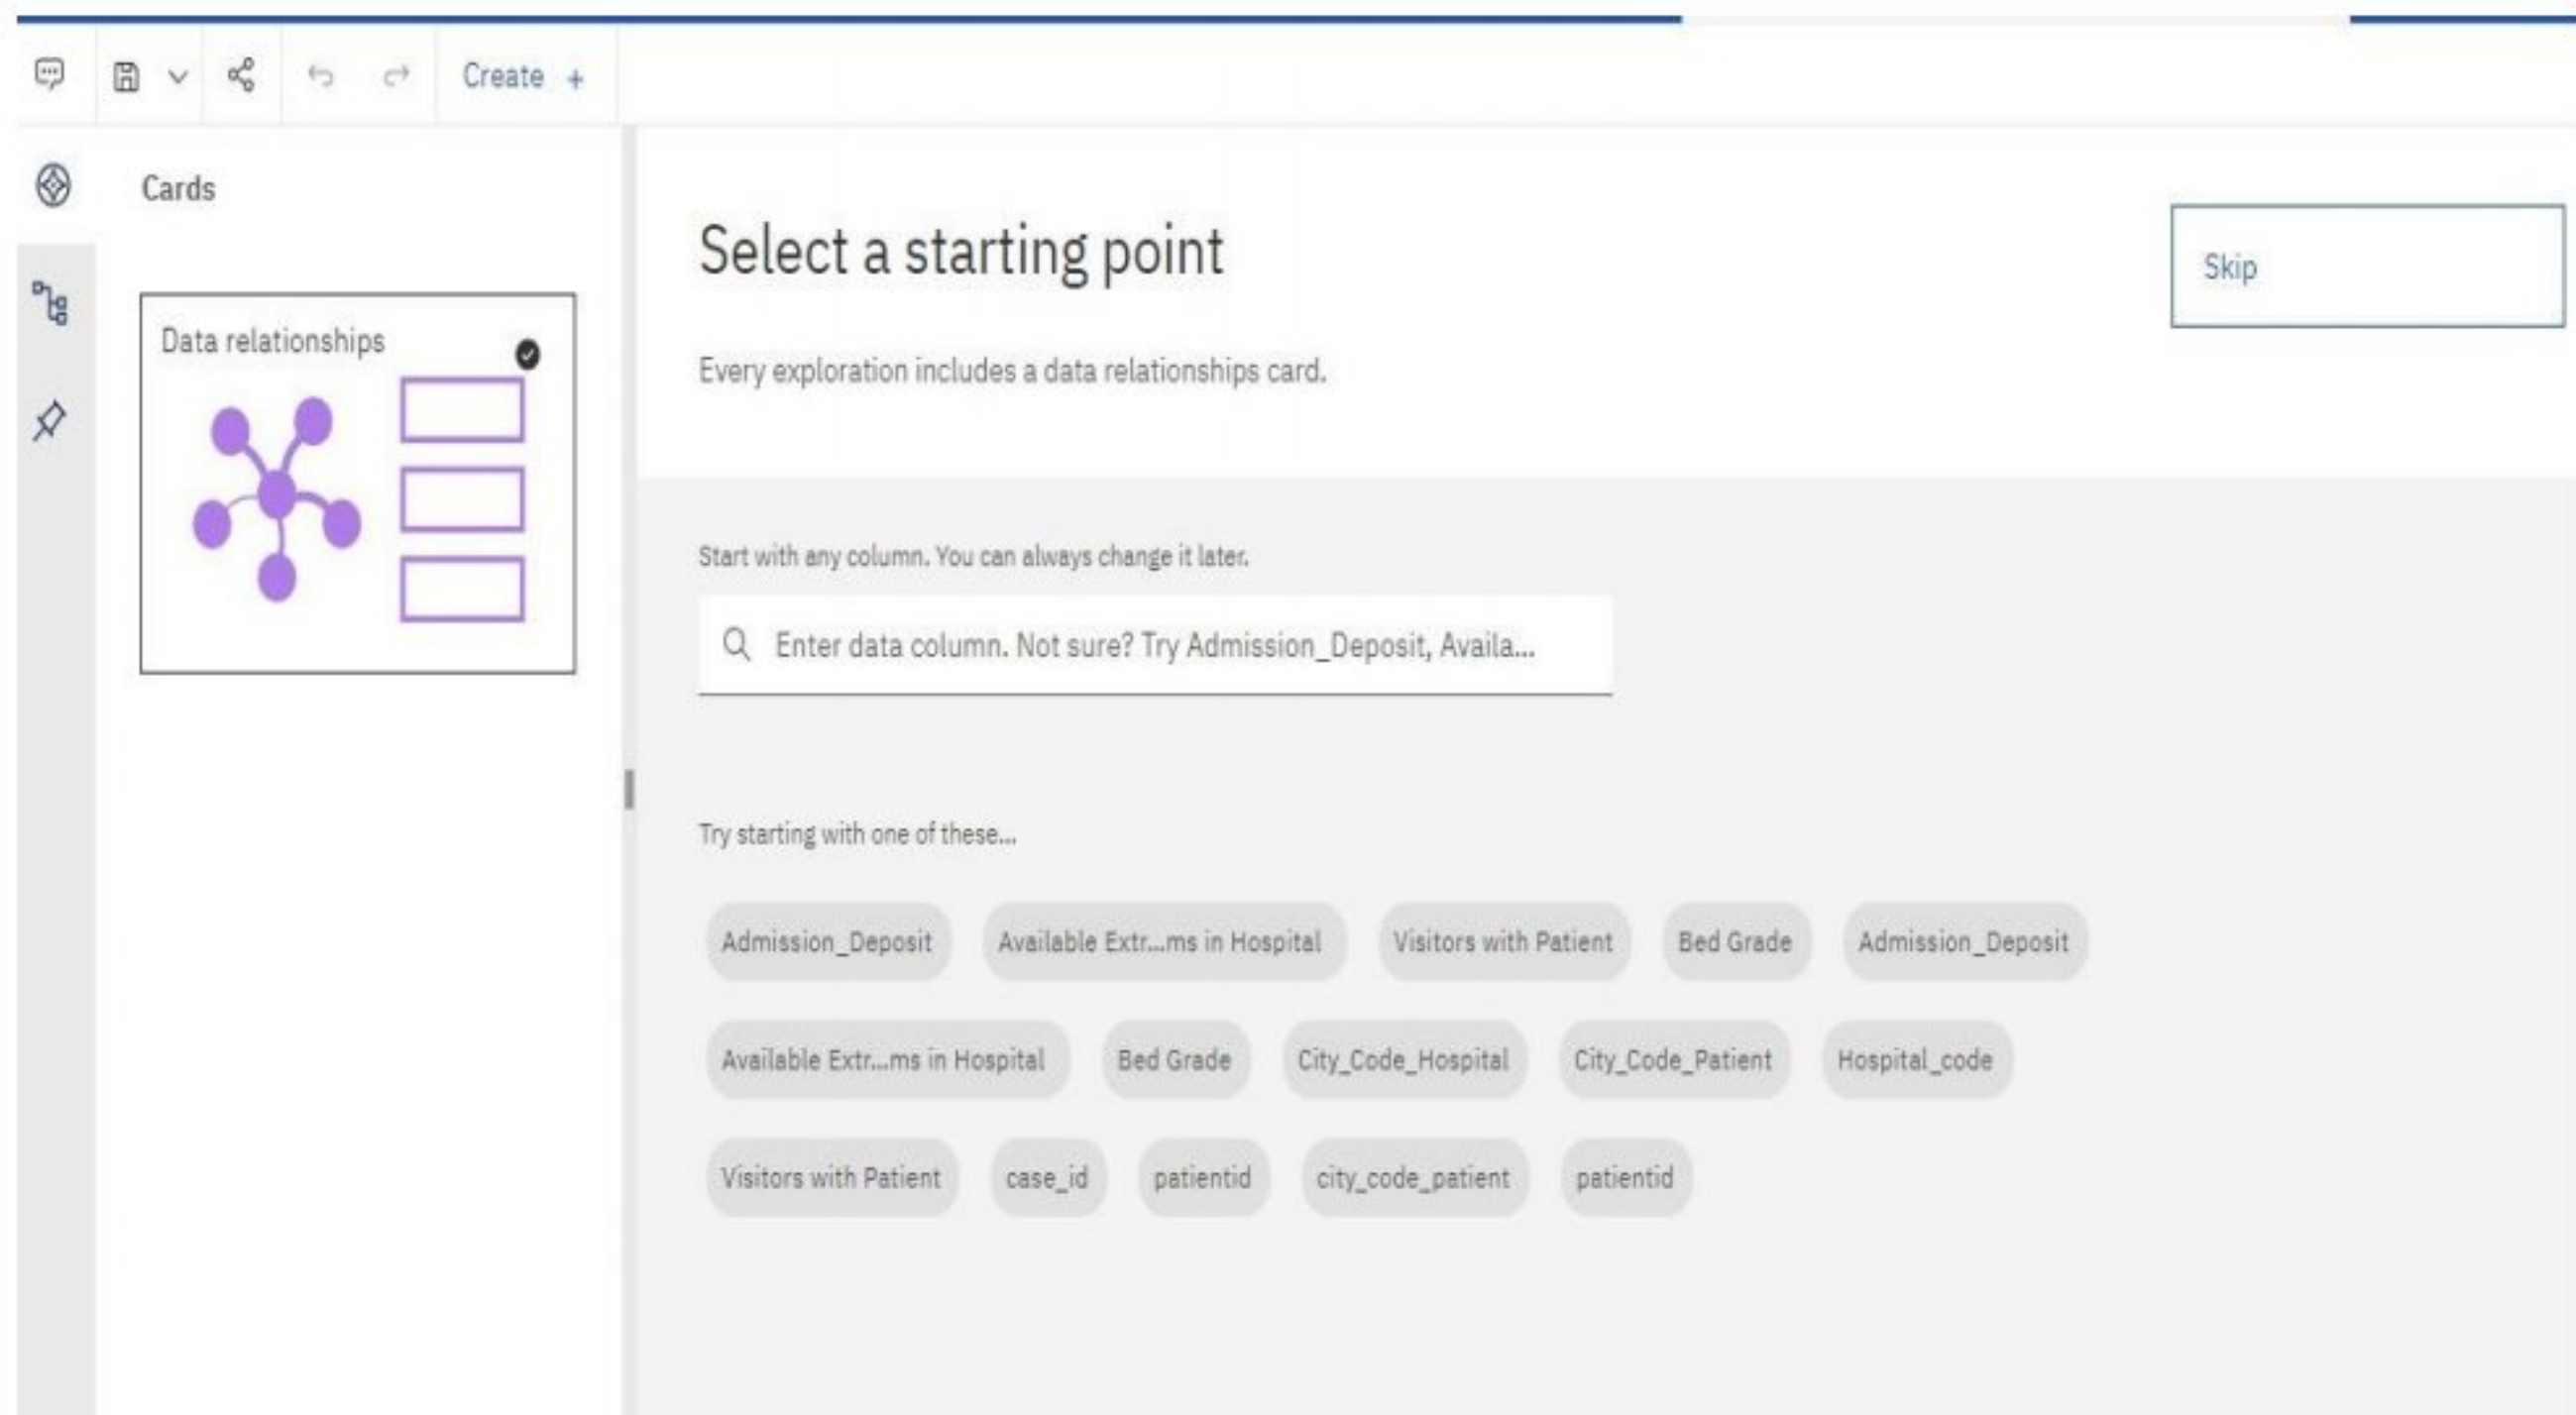 Create +
Cards
Data relationships
Select a starting point
Skip
Every exploration includes a data relationships card.
Start with any column. You can always change it later.
Enter data column. Not sure? Try Admission_Deposit, Availa...
Try starting with one of these...
Admission_Deposit Available Extr...ms in Hospital Visitors with Patient Bed Grade Admission_Deposit
Available Extr...ms in Hospital Bed Grade City_Code_Hospital City_Code_Patient Hospital_code
Visitors with Patient case_id patientid city_code_patient patientid